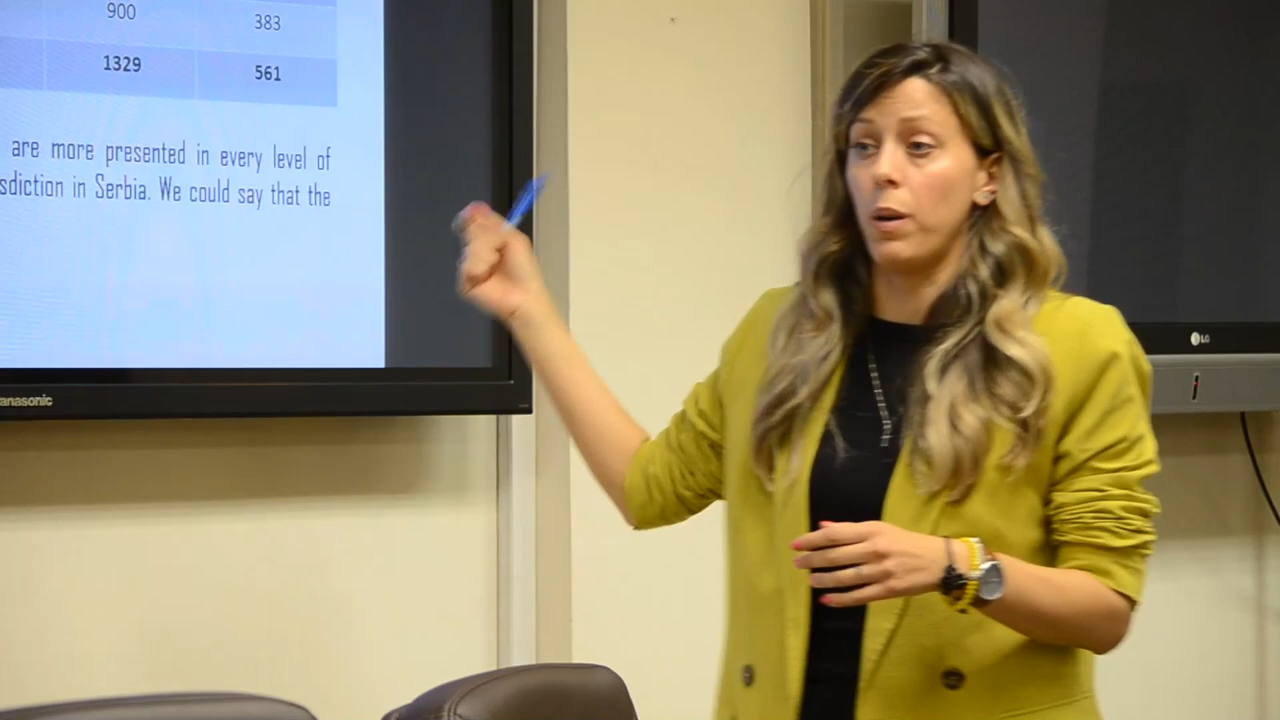 900 383
1329 561
are more presented in every level of
sdiction in Serbia. We could say that the
anasonic
LG